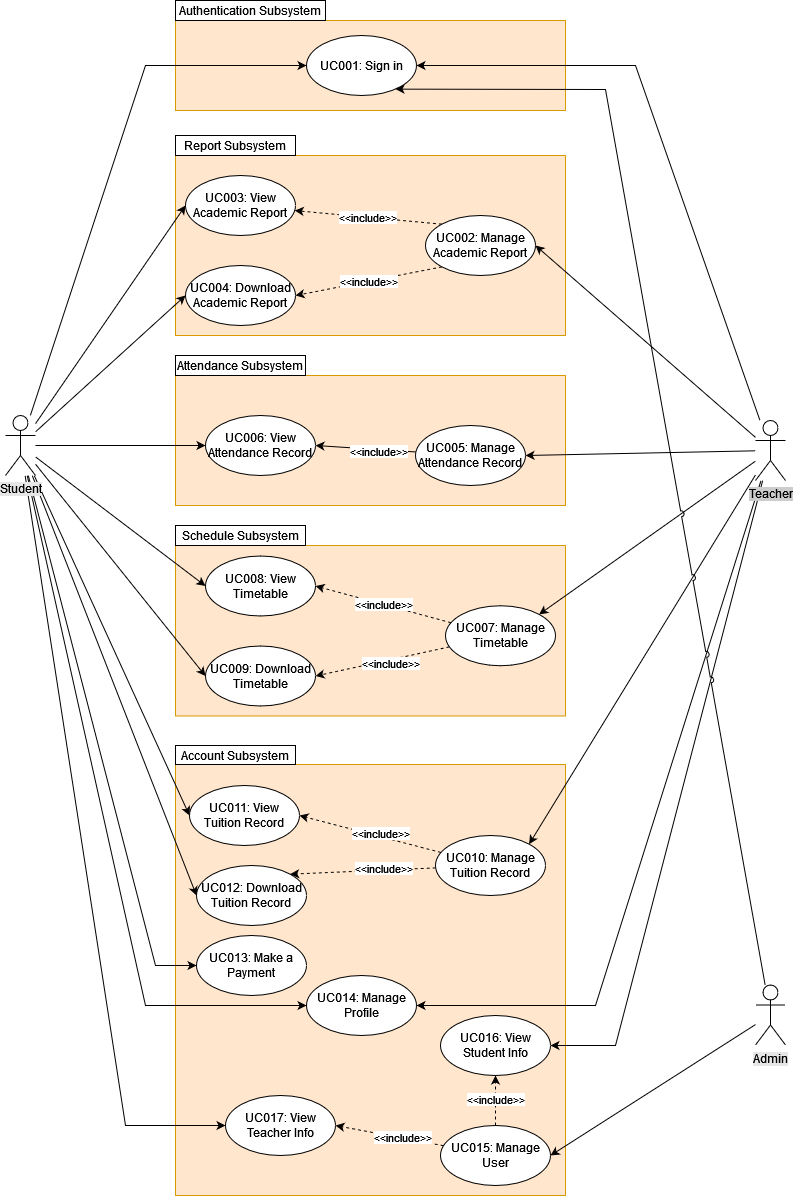 Authentication Subsystem
UC001: Sign in
Report Subsystem
UC003: View
Academic Report
<<include>>
UC002: Manage
Academic Report
UC004: Download
Academic Report
<<include>>
Attendance Subsystem
UC006: View
Attendance Record
<<include>>
UC005: Manage
Attendance Record
Student
Teacher
Schedule Subsystem
UC008: View
Timetable
<<include>>
UC007: Manage
Timetable
UC009: Download
Timetable
<<include>>
Account Subsystem
UC011: View
Tuition Record
<<include>>
UC010: Manage
Tuition Record
<<include>>
UC012: Download
Tuition Record
UC013: Make a
Payment
UC014: Manage
Profile
UC016: View
Student Info
Admin
<<include>>
UC017: View
Teacher Info
<<include>>
UC015: Manage
User